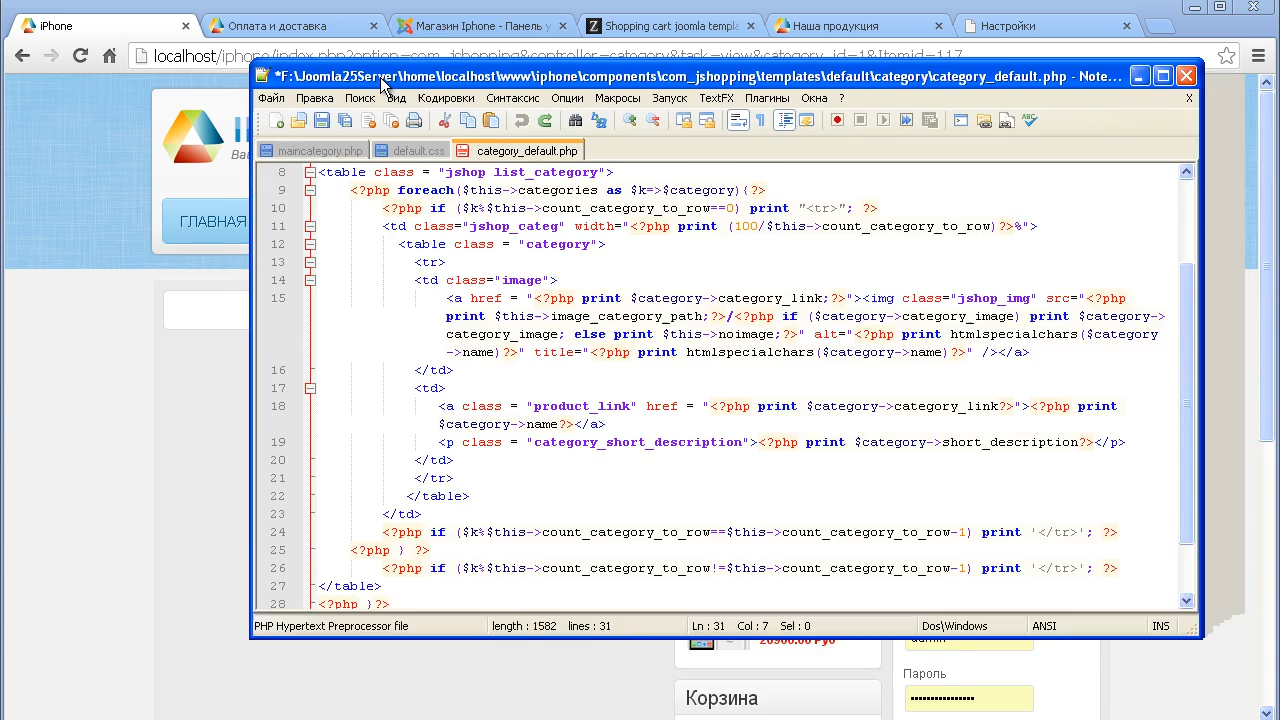 iPhone
Оплата и доставка
Магазин Iphone - Панель у
Shopping cart joomla templ
Наша продукция
Настройки
*F:\Joomla25Server\home\localhost\www\iphone\components\com_jshopping\templates\default\category\category_default.php - Note...
Файл Правка Поиск Вид Кодировки Синтаксис Опции Макросы Запуск TextFX Плагины Окна ? X
maincategory.php default.css category_default.php
ГЛАВНАЯ
8 <table class = "jshop list_category">
9 <?php foreach($this->categories as $k=>$category){?>
10 <?php if ($k%$this->count_category_to_row==0) print "<tr>"; ?>
11 <td class="jshop_categ" width="<?php print (100/$this->count_category_to_row)?>%">
12 <table class = "category">
13 <tr>
14 <td class="image">
15 <a href = "<?php print $category->category_link;?>"><img class="jshop_img" src="<?php
print $this->image_category_path;?>/<?php if ($category->category_image) print $category->
category_image; else print $this->noimage;?>" alt="<?php print htmlspecialchars($category
->name)?>" title="<?php print htmlspecialchars($category->name)?>" /></a>
16 </td>
17 <td>
18 <a class = "product_link" href = "<?php print $category->category_link?>"><?php print
$category->name?></a>
19 <p class = "category_short_description"><?php print $category->short_description?></p>
20 </td>
21 </tr>
22 </table>
23 </td>
24 <?php if ($k%$this->count_category_to_row==$this->count_category_to_row-1) print '</tr>'; ?>
25 <?php } ?>
26 <?php if ($k%$this->count_category_to_row!=$this->count_category_to_row-1) print '</tr>'; ?>
27 </table>
28 <?php }?>
PHP Hypertext Preprocessor file length : 1582 lines : 31 Ln : 31 Col : 7 Sel : 0 Dos\Windows ANSI INS
admin
Пароль
Корзина